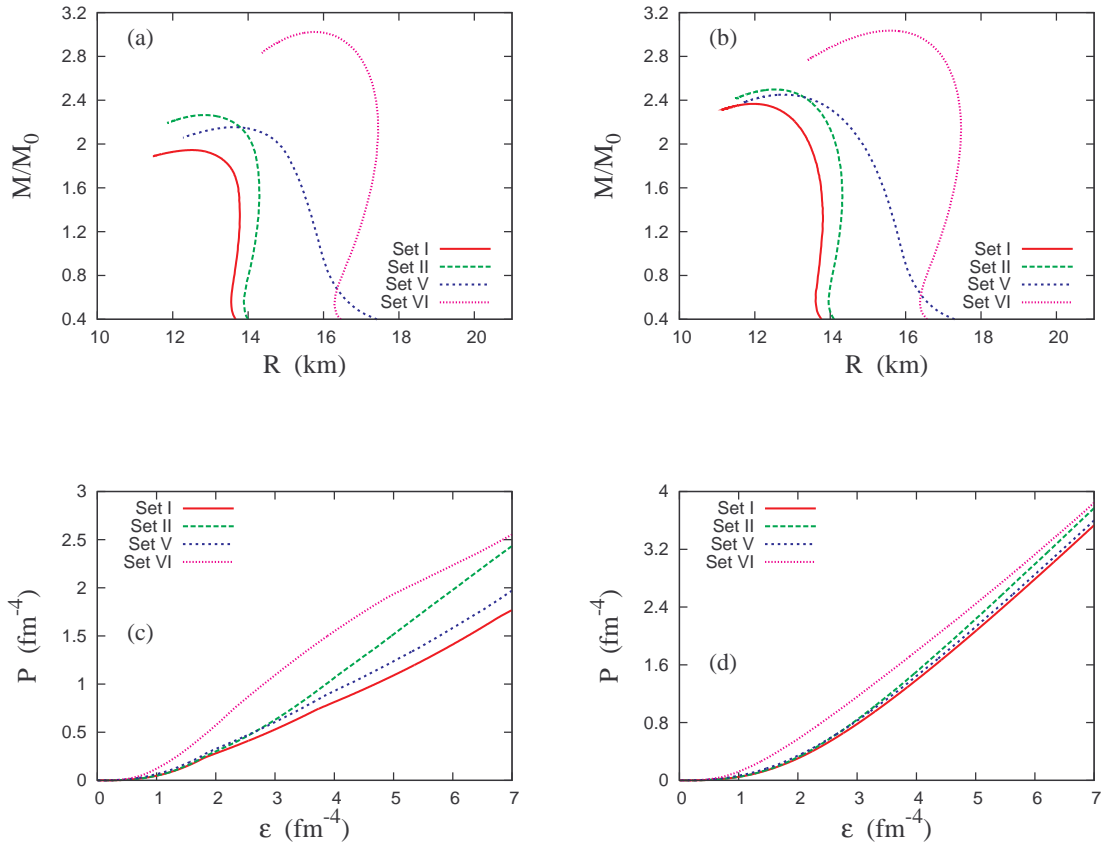 3.2
2.8
2.4
2
1.6
1.2
0.8
0.4
M/M0
(a)
Set I
Set II
Set V
Set VI
10 12 14 16 18 20
R (km)
3.2
2.8
2.4
2
1.6
1.2
0.8
0.4
M/M0
(b)
Set I
Set II
Set V
Set VI
10 12 14 16 18 20
R (km)
3
2.5
2
1.5
1
0.5
0
P (fm-4)
Set I
Set II
Set V
Set VI
(c)
0 1 2 3 4 5 6 7
ε (fm-4)
4
3.2
2.4
1.6
0.8
0
P (fm-4)
Set I
Set II
Set V
Set VI
(d)
0 1 2 3 4 5 6 7
ε (fm-4)